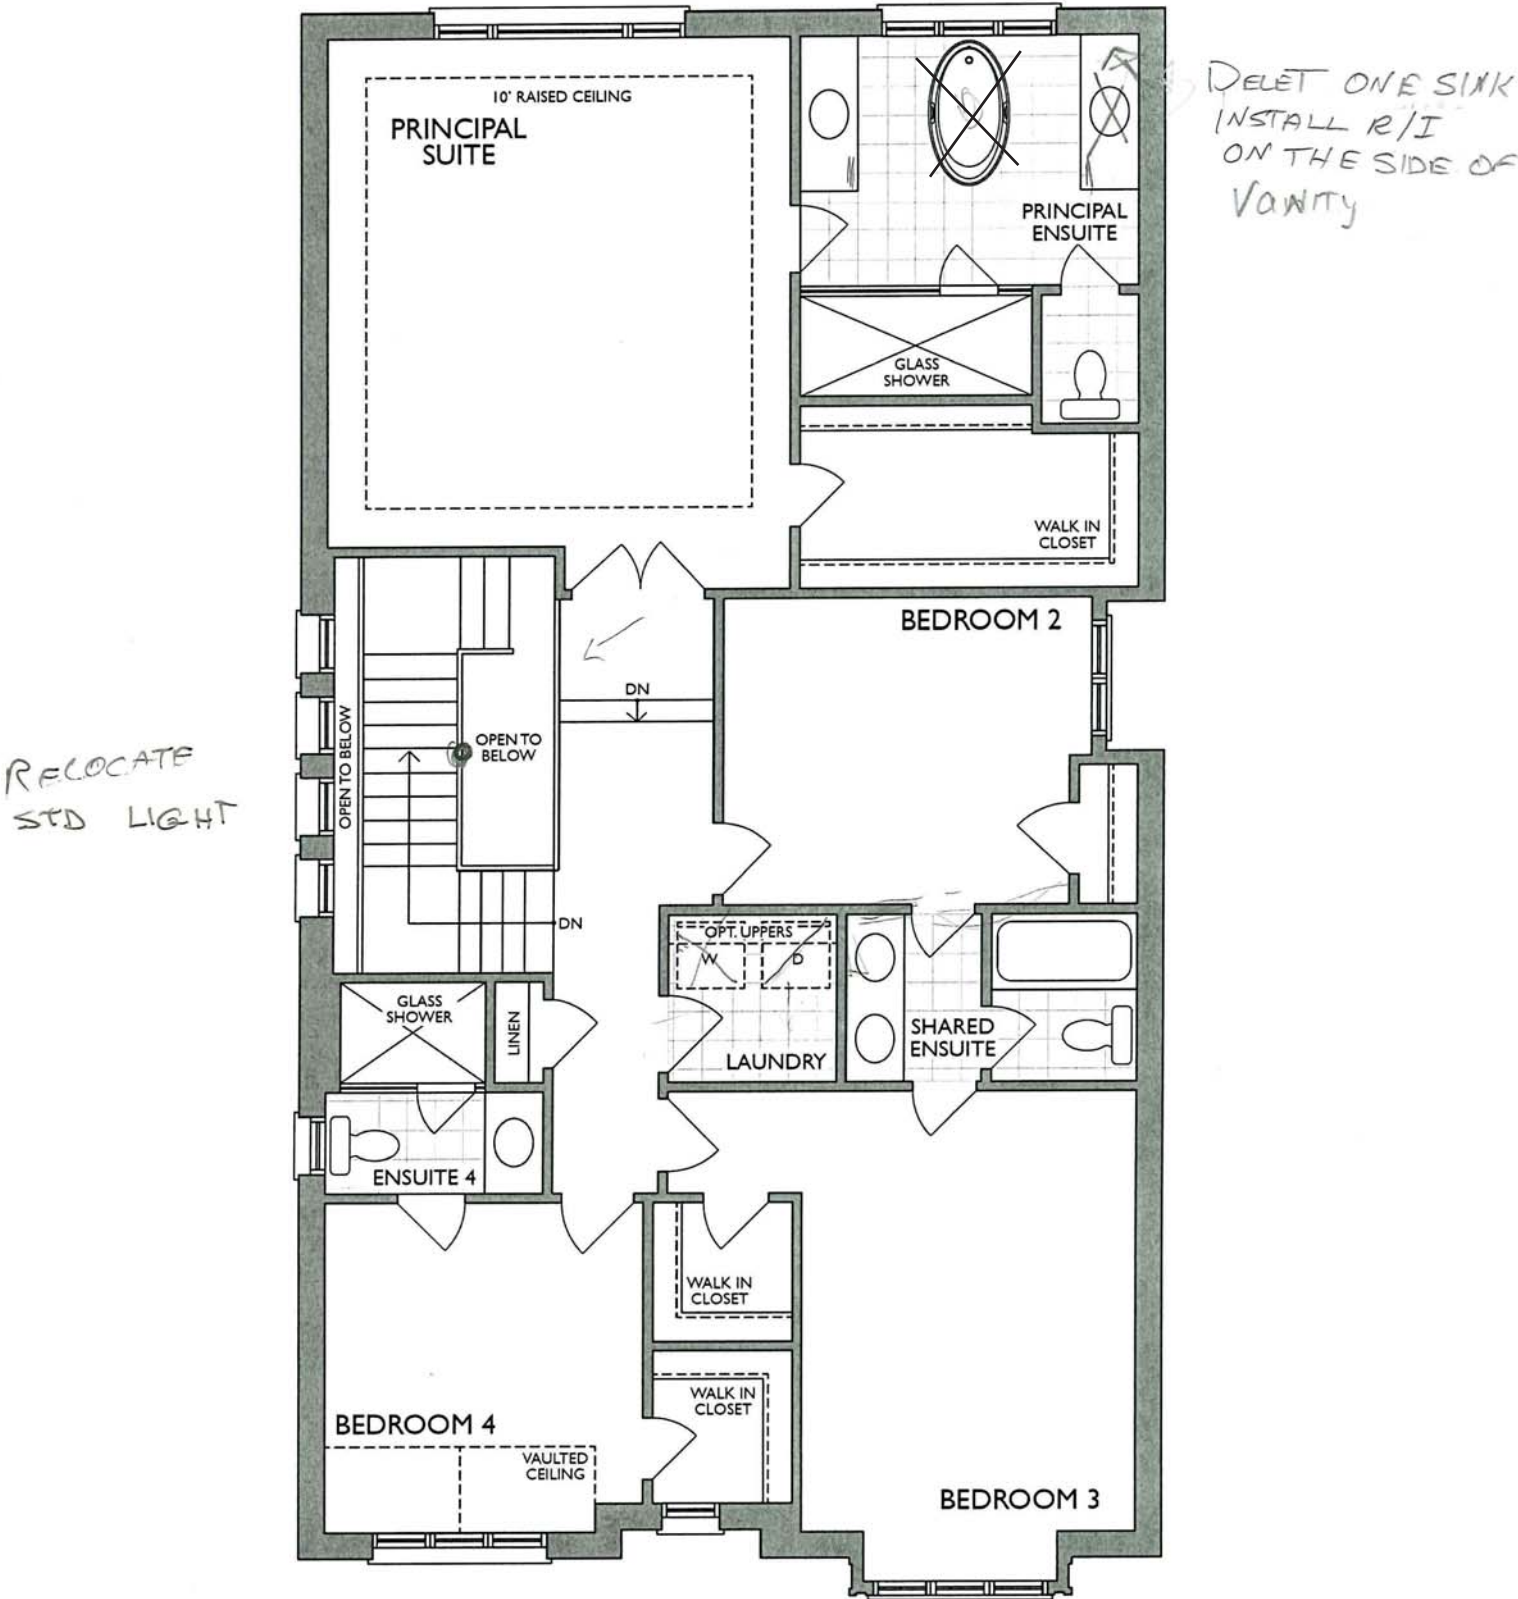 10' RAISED CEILING
PRINCIPAL
SUITE
DELET ONE SINK
INSTALL R/I
ON THE SIDE OF
VANITY
PRINCIPAL
ENSUITE
GLASS
SHOWER
WALK IN
CLOSET
BEDROOM 2
DN
OPEN TO BELOW
OPEN TO
BELOW
RELOCATE
STD LIGHT
DN
OPT. UPPERS
W
D
GLASS
SHOWER
LINEN
LAUNDRY
SHARED
ENSUITE
ENSUITE 4
WALK IN
CLOSET
WALK IN
CLOSET
BEDROOM 4
VAULTED
CEILING
BEDROOM 3